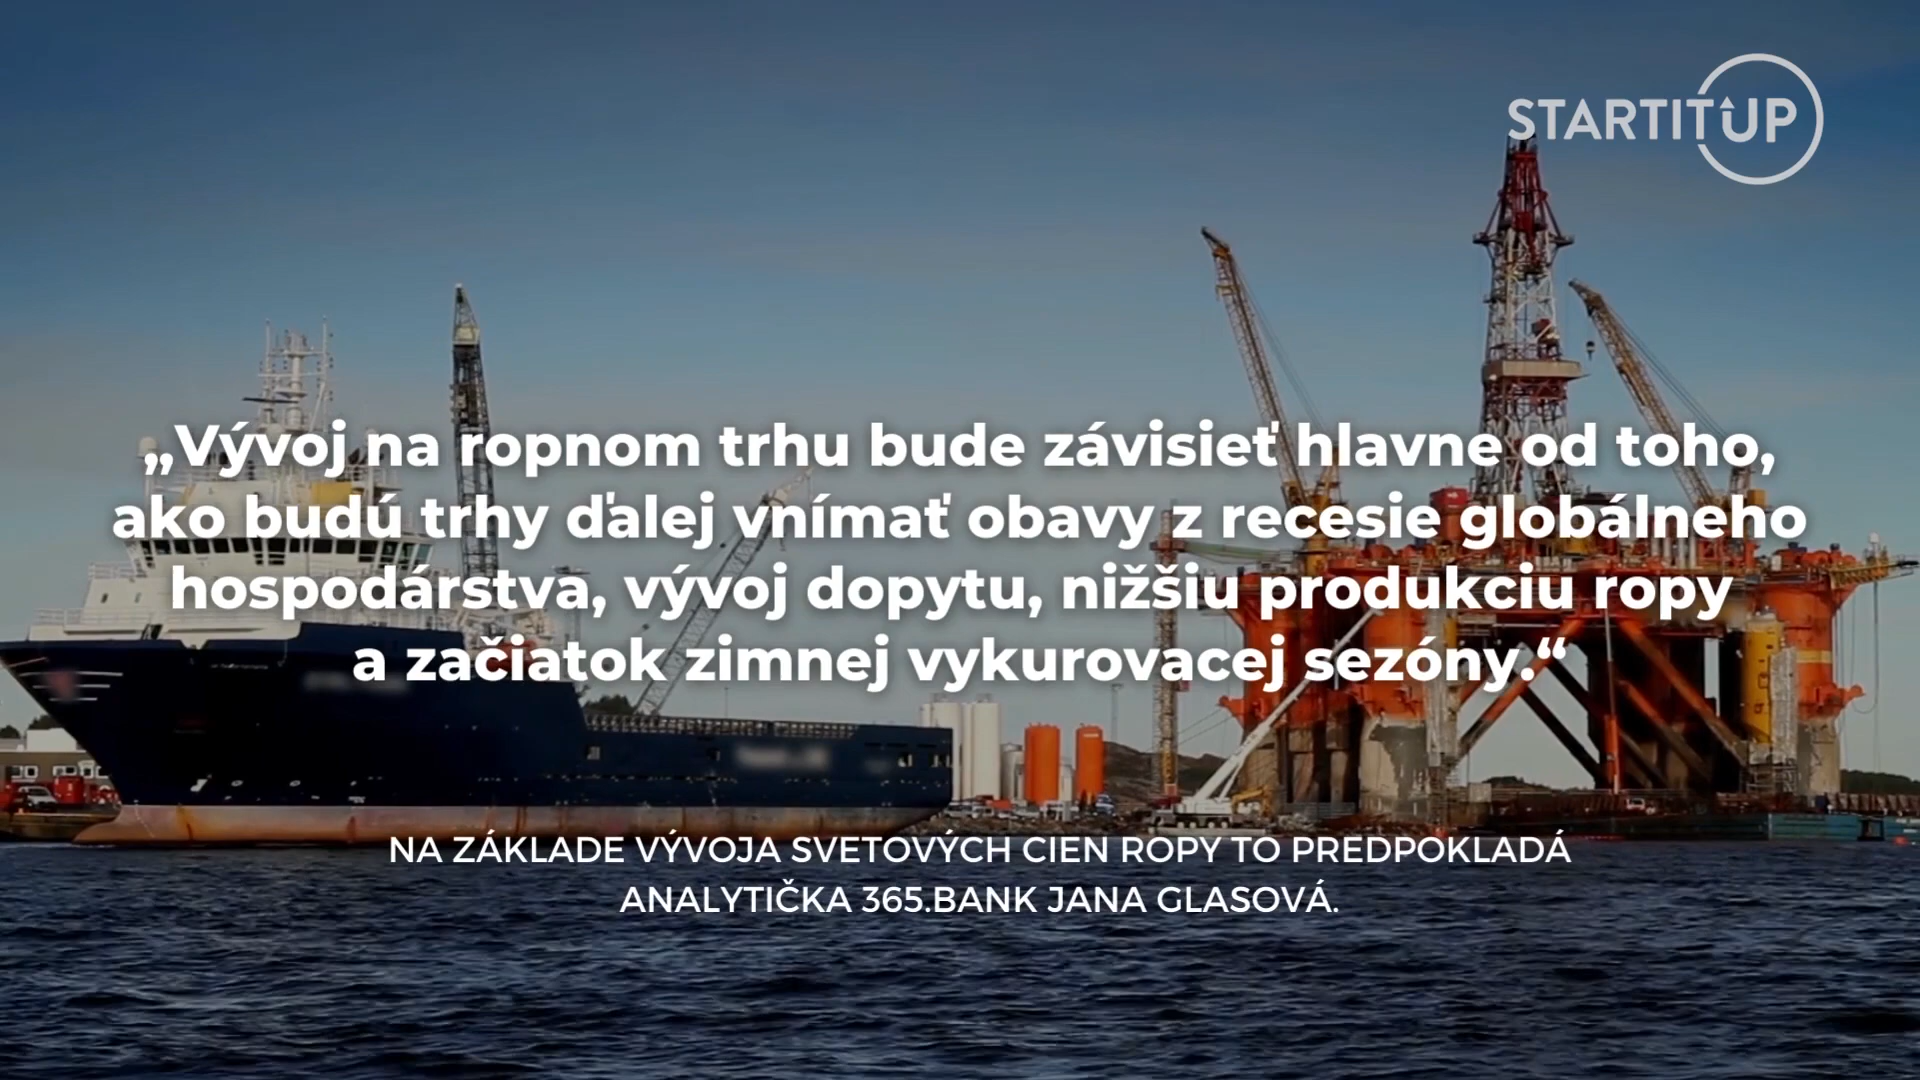 STARTITUP
„Vývoj na ropnom trhu bude závisieť hlavne od toho,
ako budú trhy ďalej vnímať obavy z recesie globálneho
hospodárstva, vývoj dopytu, nižšiu produkciu ropy
a začiatok zimnej vykurovacej sezóny.“
NA ZÁKLADE VÝVOJA SVETOVÝCH CIEN ROPY TO PREDPOKLADÁ
ANALYTIČKA 365.BANK JANA GLASOVÁ.